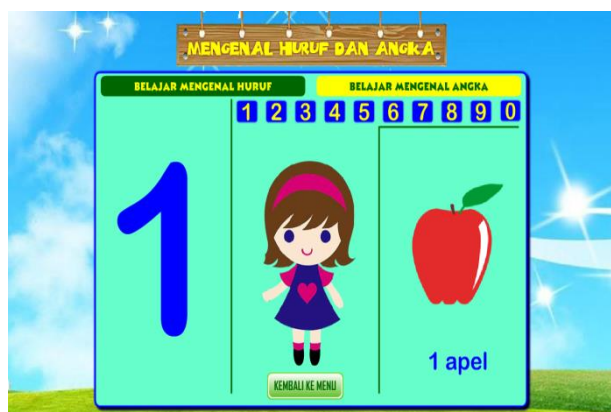 MENGENAL HURUF DAN ANGKA
BELAJAR MENGENAL HURUF
BELAJAR MENGENAL ANGKA
1 2 3 4 5 6 7 8 9 0
1
1 apel
KEMBALI KE MENU